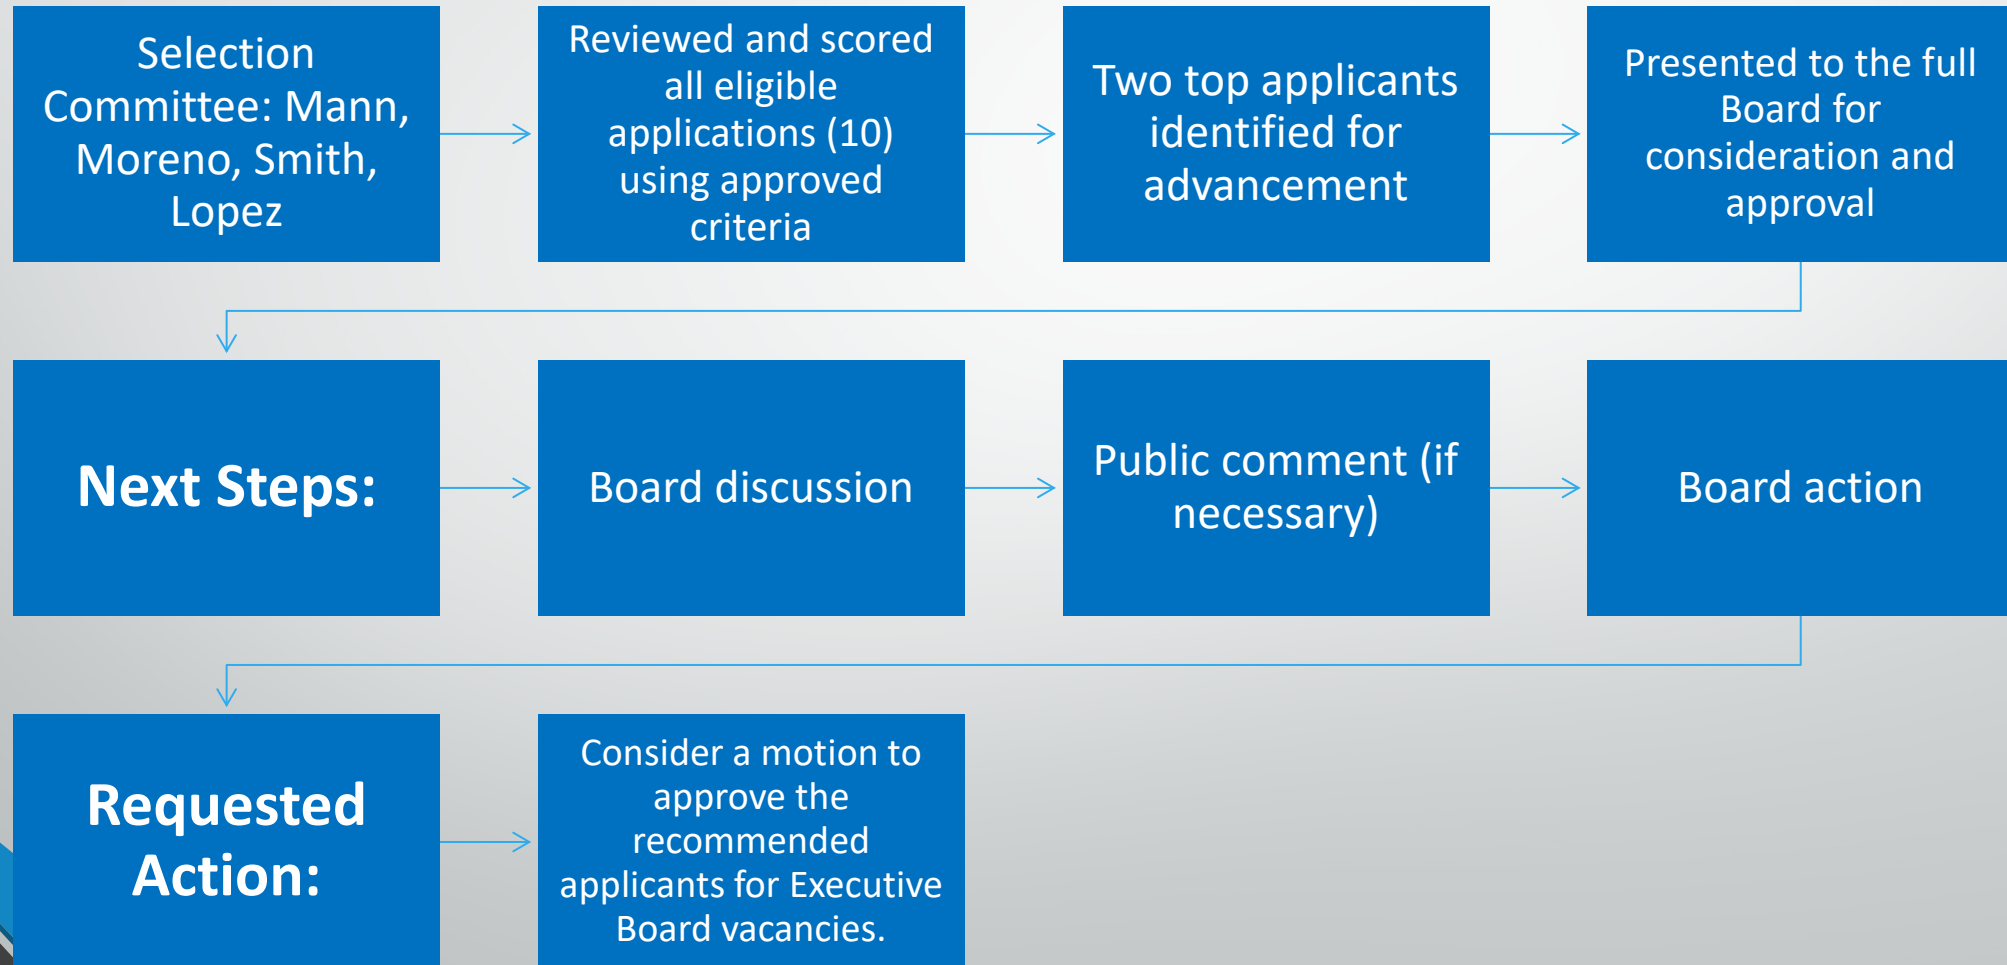 Selection
Committee: Mann,
Moreno, Smith,
Lopez
Reviewed and scored
all eligible
applications (10)
using approved
criteria
Two top applicants
identified for
advancement
Presented to the full
Board for
consideration and
approval
Next Steps:
Board discussion
Public comment (if
necessary)
Board action
Requested
Action:
Consider a motion to
approve the
recommended
applicants for Executive
Board vacancies.